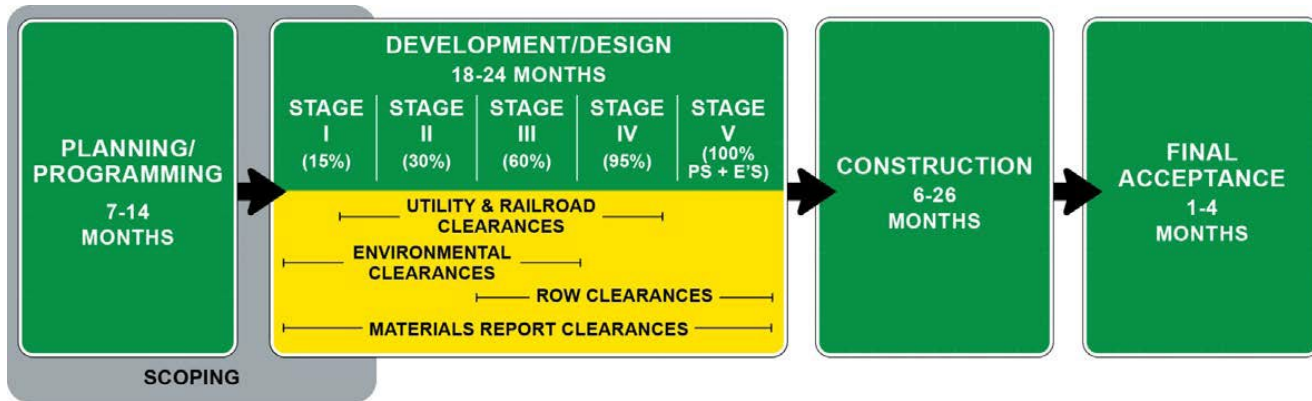 PLANNING/
PROGRAMMING
7-14
MONTHS
SCOPING
DEVELOPMENT/DESIGN
18-24 MONTHS
STAGE I (15%)
STAGE II (30%)
STAGE III (60%)
STAGE IV (95%)
STAGE V (100% PS + E'S)
UTILITY & RAILROAD
CLEARANCES
ENVIRONMENTAL
CLEARANCES
ROW CLEARANCES
MATERIALS REPORT CLEARANCES
CONSTRUCTION
6-26
MONTHS
FINAL
ACCEPTANCE
1-4
MONTHS